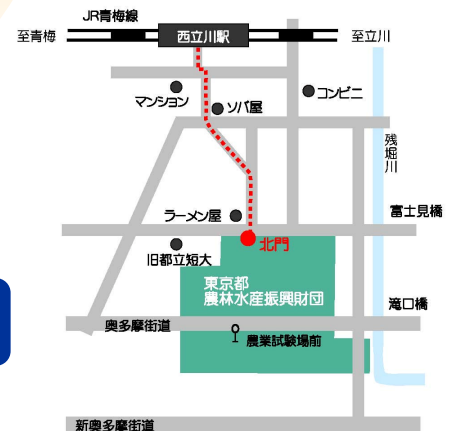 JR青梅線
至青梅
西立川駅
至立川
マンション
ソバ屋
コンビニ
残堀川
ラーメン屋
富士見橋
北門
旧都立短大
東京都
農林水産振興財団
滝口橋
奥多摩街道
農業試験場前
新奥多摩街道